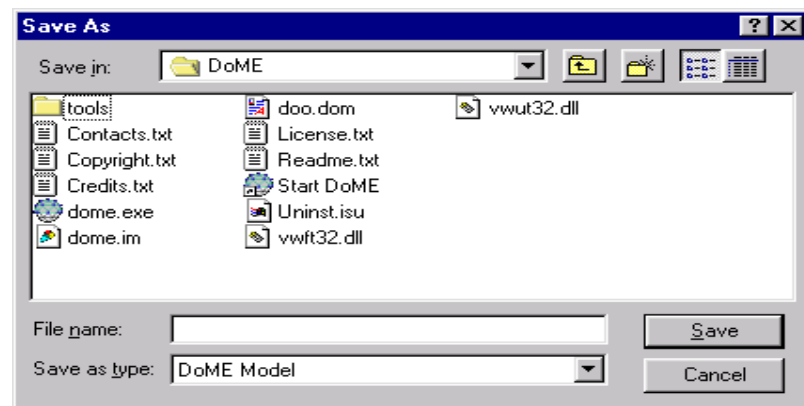 Save As
Save in: DoME
tools doo.dom vwut32.dll
Contacts.txt License.txt
Copyright.txt Readme.txt
Credits.txt Start DoME
dome.exe Uninst.isu
dome.im vwft32.dll
File name: Save
Save as type: DoME Model Cancel